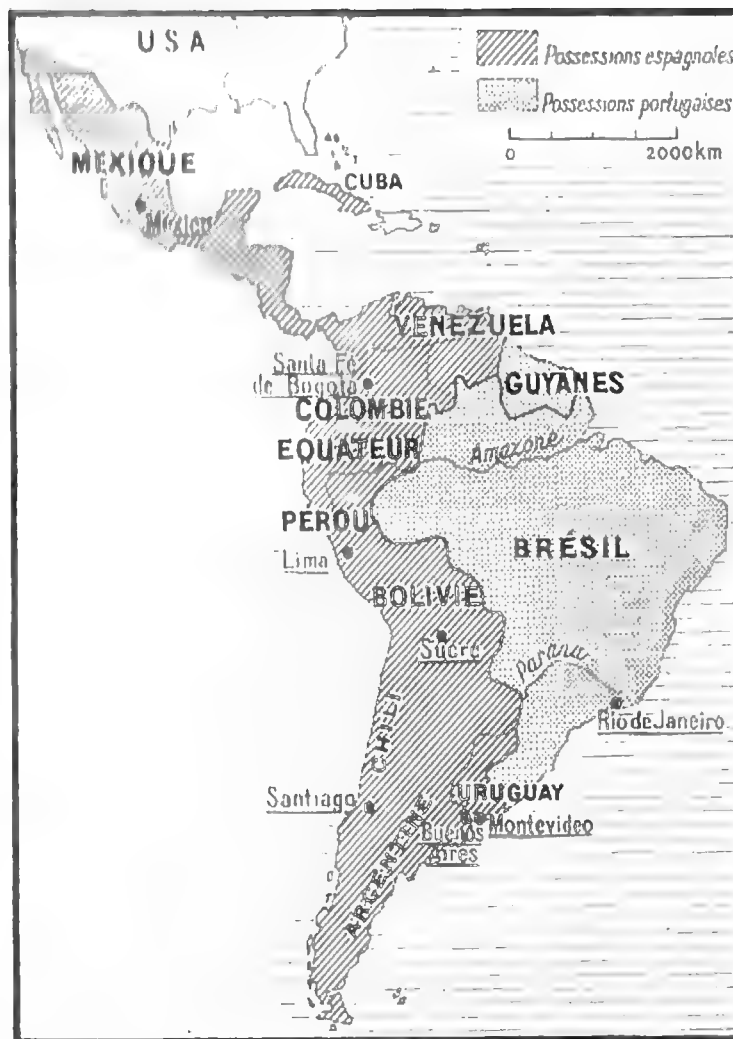 USA
Possessions espagnoles
Possessions portugaises
0 2000km
MEXIQUE
CUBA
Mexico
VENEZUELA
Santa Fé
de Bogota
GUYANES
COLOMBIE
EQUATEUR
Amazone
PEROU
BRÉSIL
Lima
BOLIVIE
Sucre
Parana
Rio de Janeiro
CHILI
Santiago
URUGUAY
Montevideo
Buenos
Aires
ARGENTINE